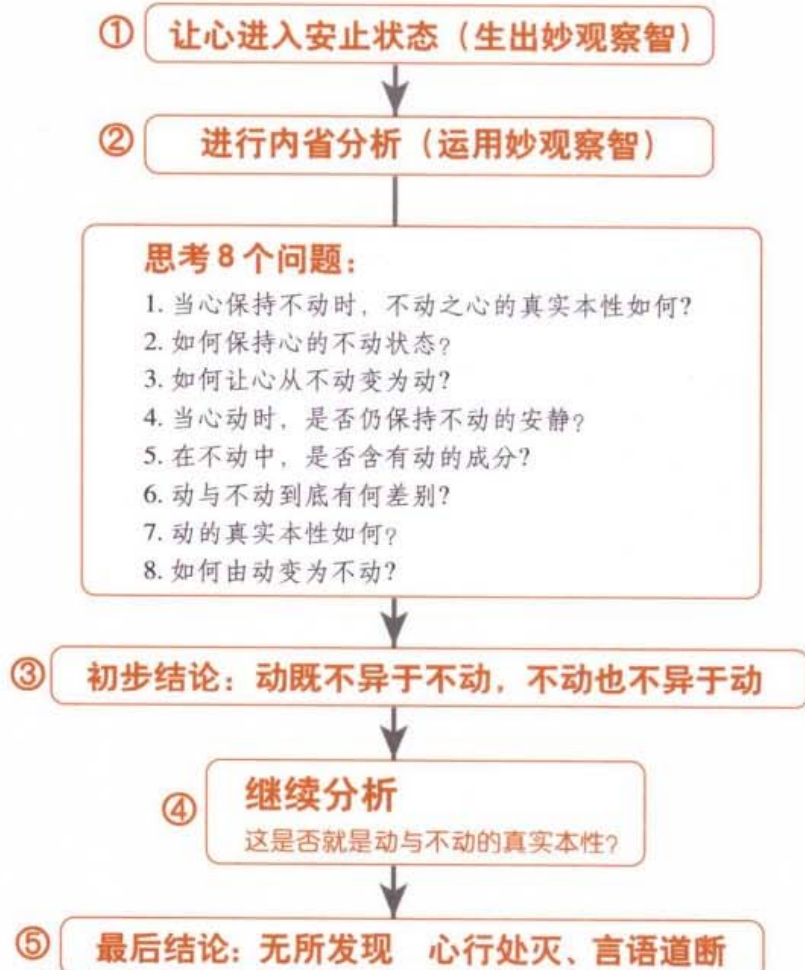 ① 让心进入安止状态（生出妙观察智）
② 进行内省分析（运用妙观察智）
思考8个问题：
1. 当心保持不动时，不动之心的真实本性如何？
2. 如何保持心的不动状态？
3. 如何让心从不动变为动？
4. 当心动时，是否仍保持不动的安静？
5. 在不动中，是否含有动的成分？
6. 动与不动到底有何差别？
7. 动的真实本性如何？
8. 如何由动变为不动？
③ 初步结论：动既不异于不动，不动也不异于动
④ 继续分析
这是否就是动与不动的真实本性？
⑤ 最后结论：无所发现 心行处灭、言语道断